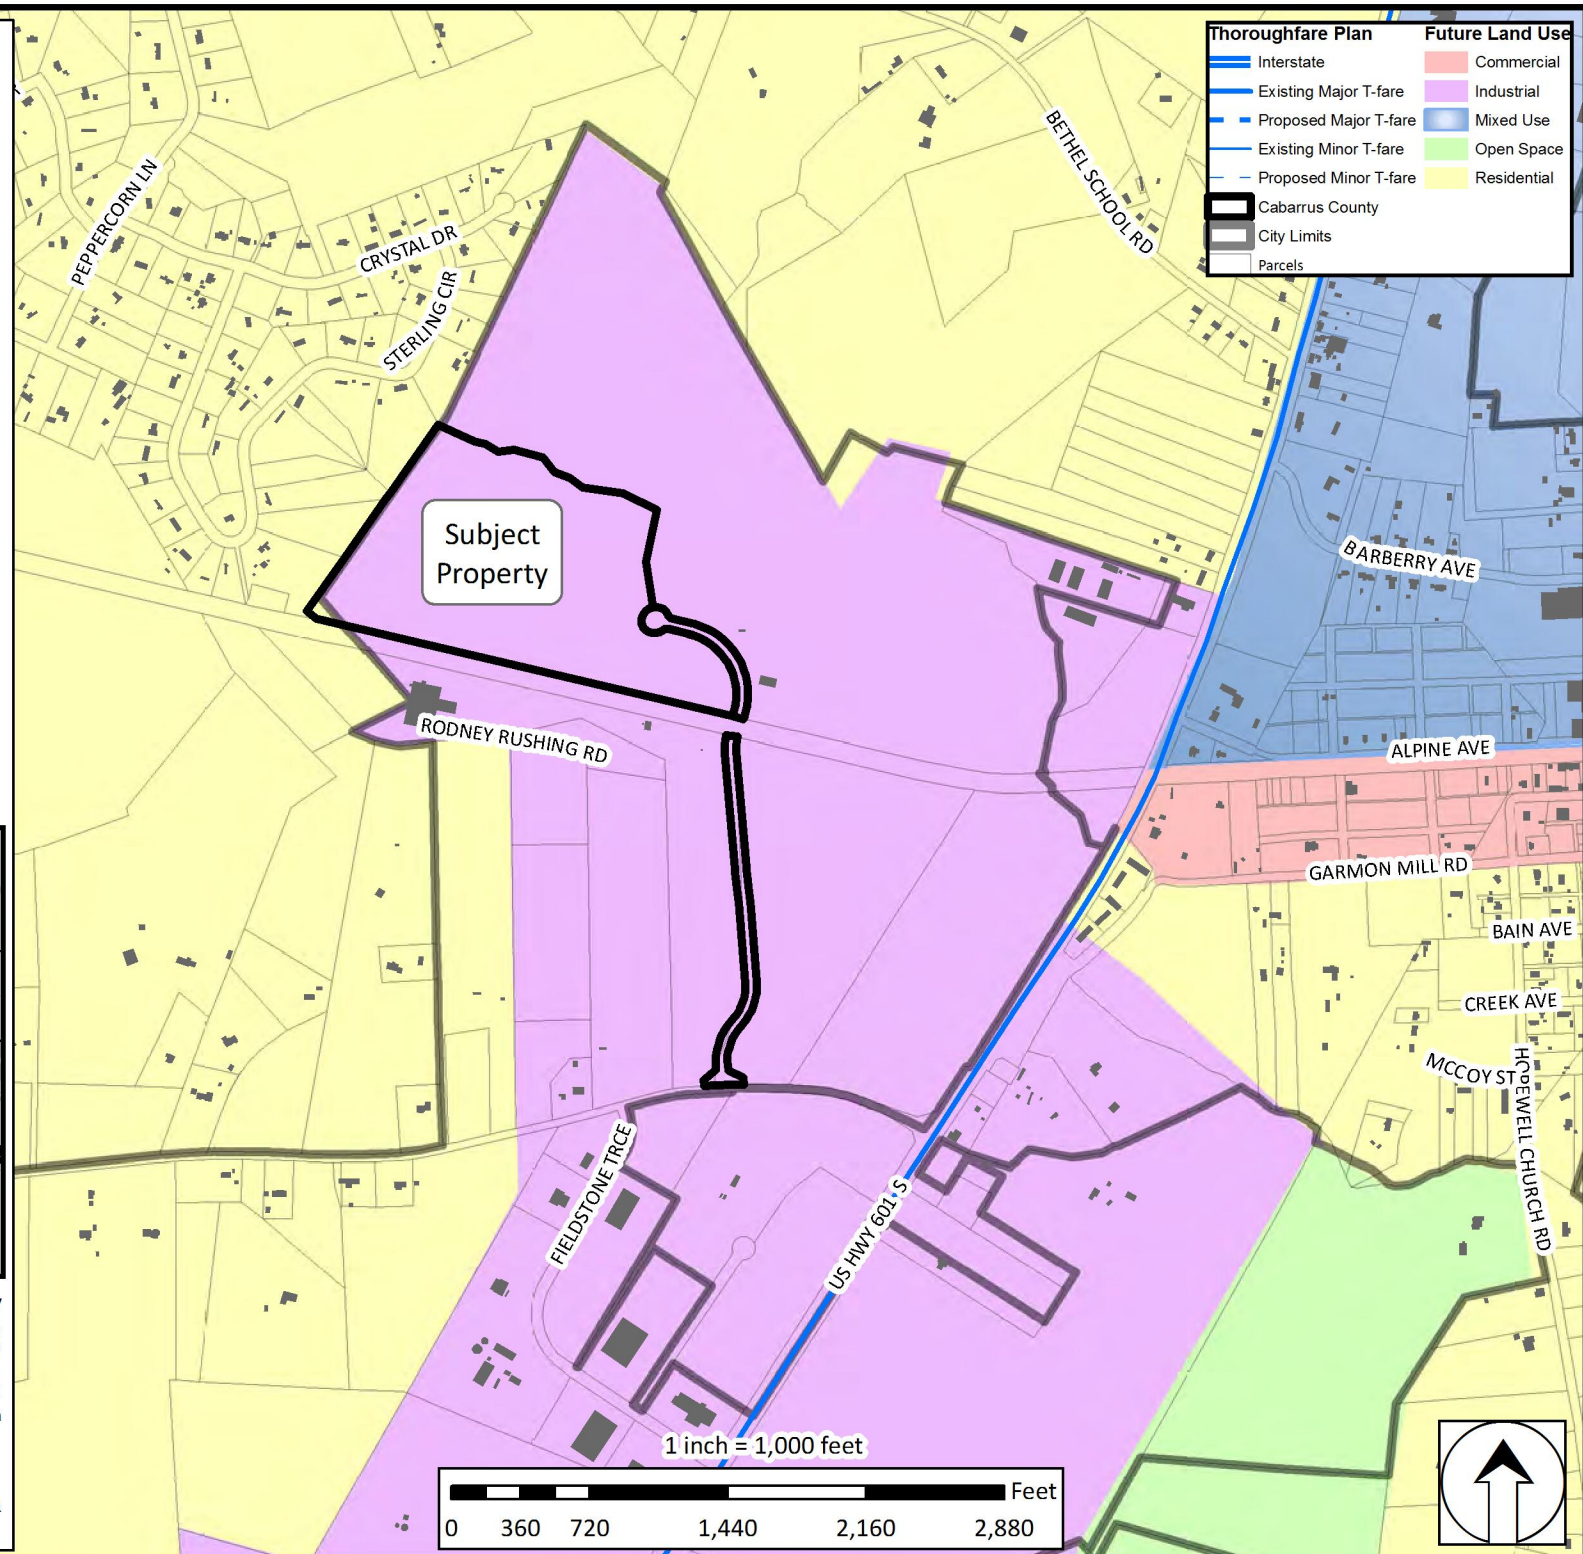 Thoroughfare Plan
Interstate
Existing Major T-fare
Proposed Major T-fare
Existing Minor T-fare
Proposed Minor T-fare
Cabarrus County
City Limits
Parcels
Future Land Use
Commercial
Industrial
Mixed Use
Open Space
Residential
PEPPERCORN LN
CRYSTAL DR
STERLING CIR
BETHEL SCHOOL RD
Subject
Property
BARBERRY AVE
RODNEY RUSHING RD
ALPINE AVE
GARMON MILL RD
BAIN AVE
CREEK AVE
MCCOY ST
HOPEWELL CHURCH RD
FIELDSTONE TRCE
US HWY 601 S
1 inch = 1,000 feet
Feet
0 360 720 1,440 2,160 2,880